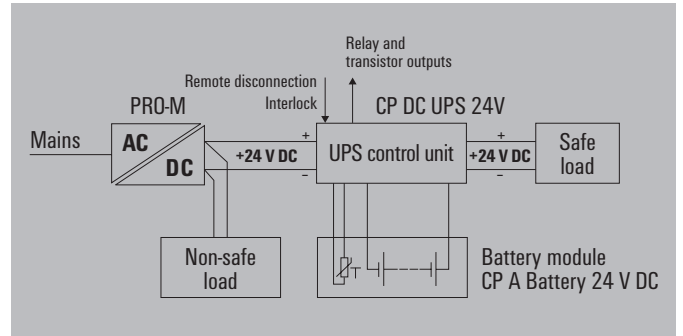 Relay and
transistor outputs
Remote disconnection
Interlock
PRO-M
CP DC UPS 24V
Mains
AC
DC
+
+24 V DC
–
UPS control unit
+
+24 V DC
–
Safe
load
Non-safe
load
T
Battery module
CP A Battery 24 V DC